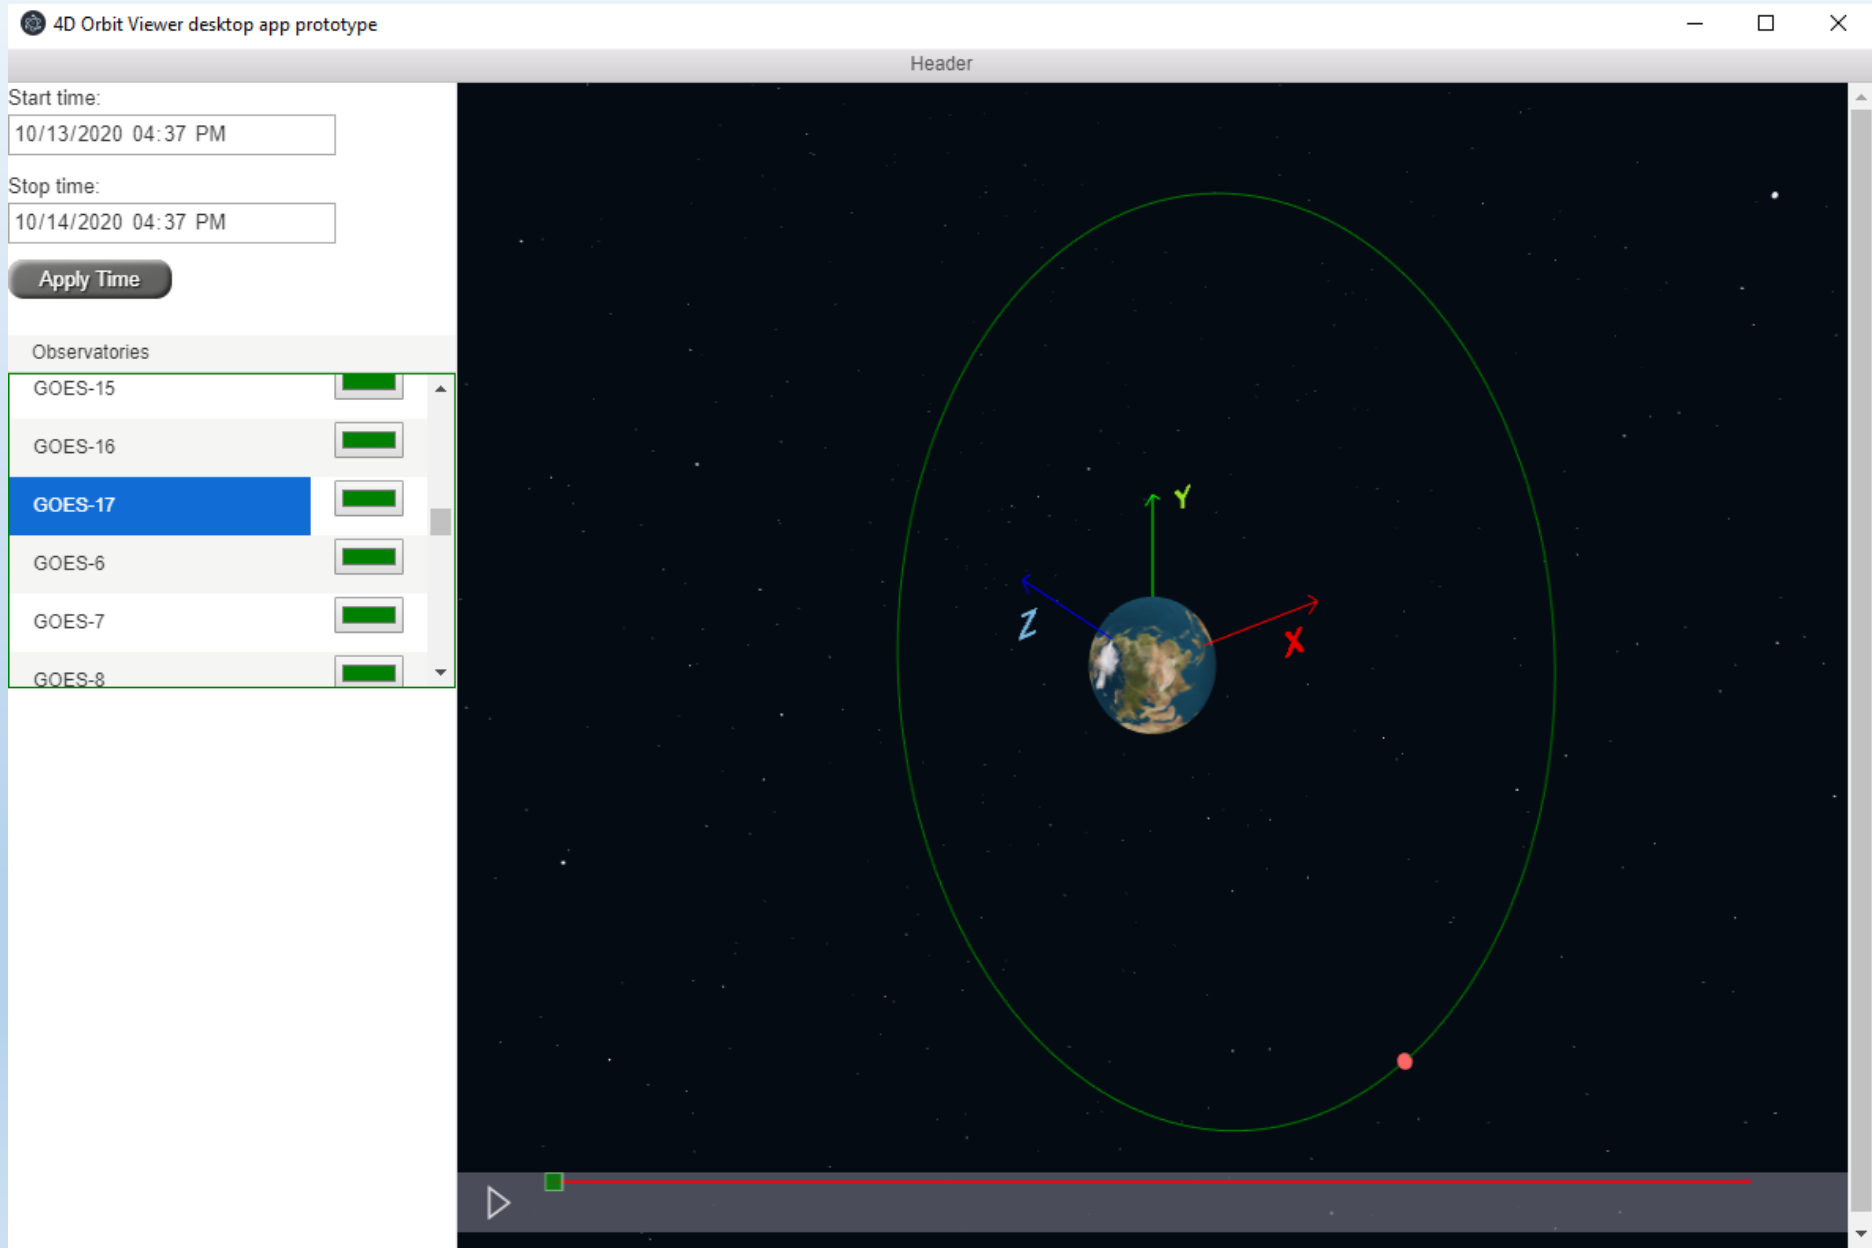 4D Orbit Viewer desktop app prototype
Header
Start time:
10/13/2020 04:37 PM
Stop time:
10/14/2020 04:37 PM
Apply Time
Observatories
GOES-15
GOES-16
GOES-17
GOES-6
GOES-7
GOES-8
Y
Z
X